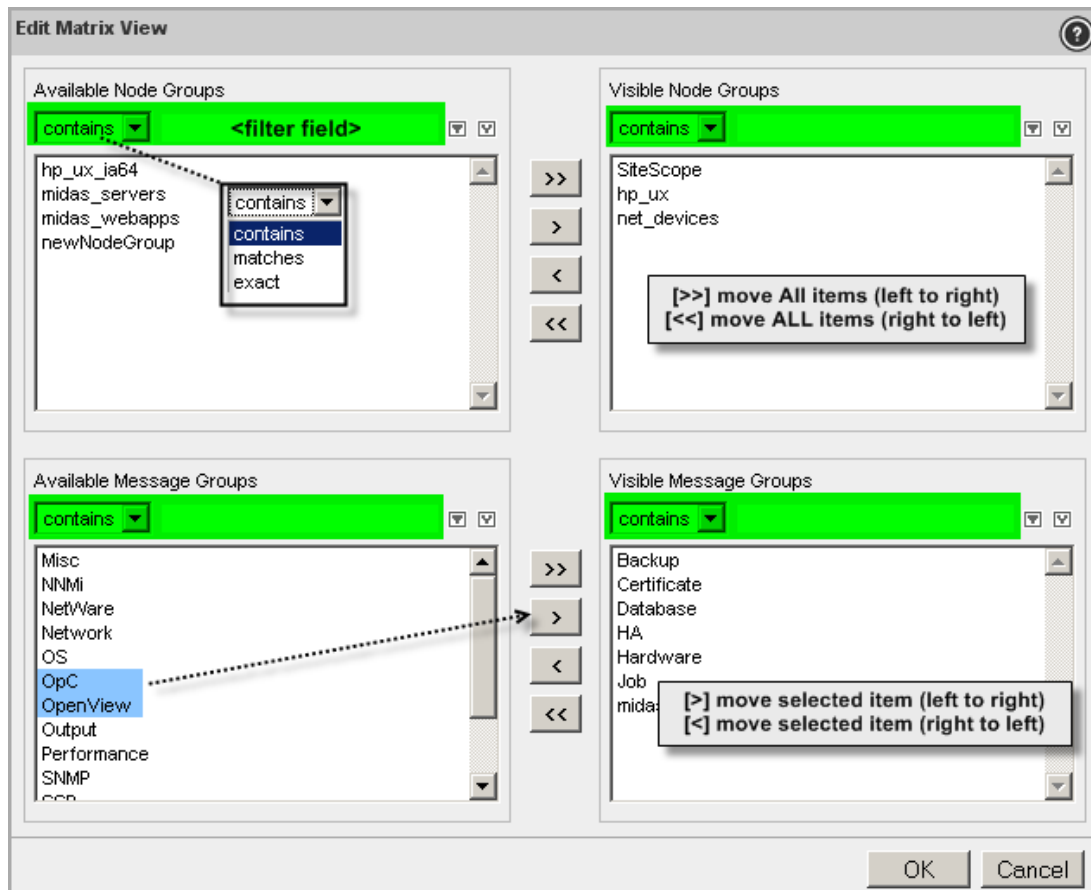 Edit Matrix View
?
Available Node Groups
contains <filter field>
hp_ux_ia64
midas_servers
midas_webapps
newNodeGroup
contains
contains
matches
exact
>>
>
<
<<
Visible Node Groups
contains
SiteScope
hp_ux
net_devices
[>>] move All items (left to right)
[<<] move ALL items (right to left)
Available Message Groups
contains
Misc
NNMi
NetWare
Network
OS
OpC
OpenView
Output
Performance
SNMP
>>
>
<
<<
Visible Message Groups
contains
Backup
Certificate
Database
HA
Hardware
Job
[>] move selected item (left to right)
[<] move selected item (right to left)
OK Cancel